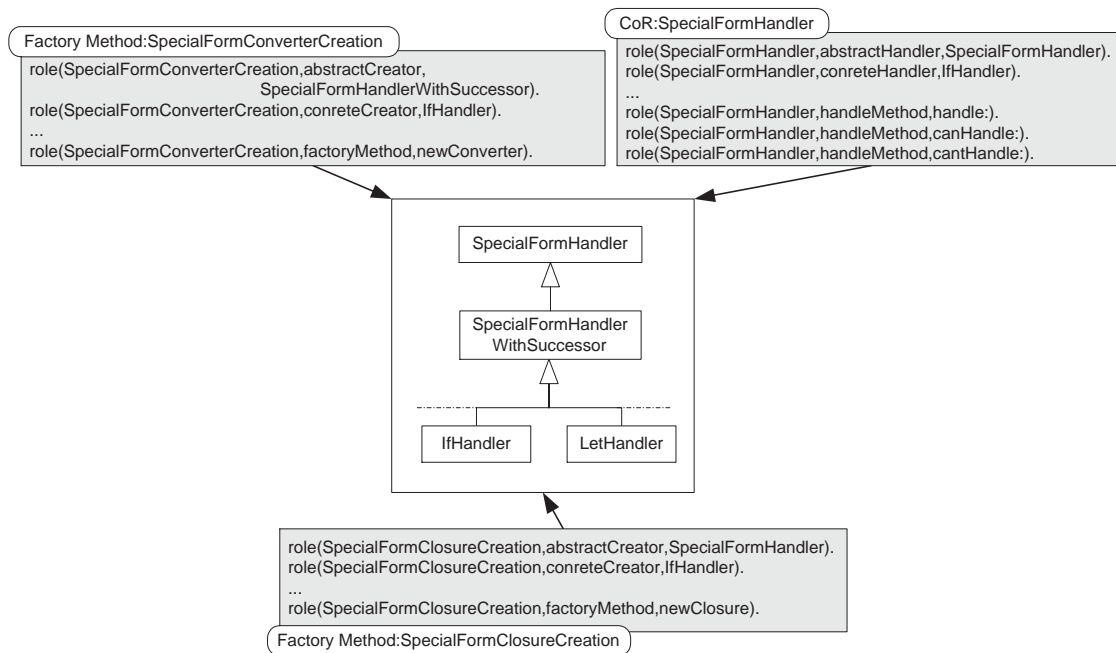 Factory Method:SpecialFormConverterCreation
role(SpecialFormConverterCreation,abstractCreator,
SpecialFormHandlerWithSuccessor).
role(SpecialFormConverterCreation,conreteCreator,IfHandler).
...
role(SpecialFormConverterCreation,factoryMethod,newConverter).
CoR:SpecialFormHandler
role(SpecialFormHandler,abstractHandler,SpecialFormHandler).
role(SpecialFormHandler,conreteHandler,IfHandler).
...
role(SpecialFormHandler,handleMethod,handle:).
role(SpecialFormHandler,handleMethod,canHandle:).
role(SpecialFormHandler,handleMethod,cantHandle:).
SpecialFormHandler
SpecialFormHandler
WithSuccessor
IfHandler
LetHandler
role(SpecialFormClosureCreation,abstractCreator,SpecialFormHandler).
role(SpecialFormClosureCreation,conreteCreator,IfHandler).
...
role(SpecialFormClosureCreation,factoryMethod,newClosure).
Factory Method:SpecialFormClosureCreation